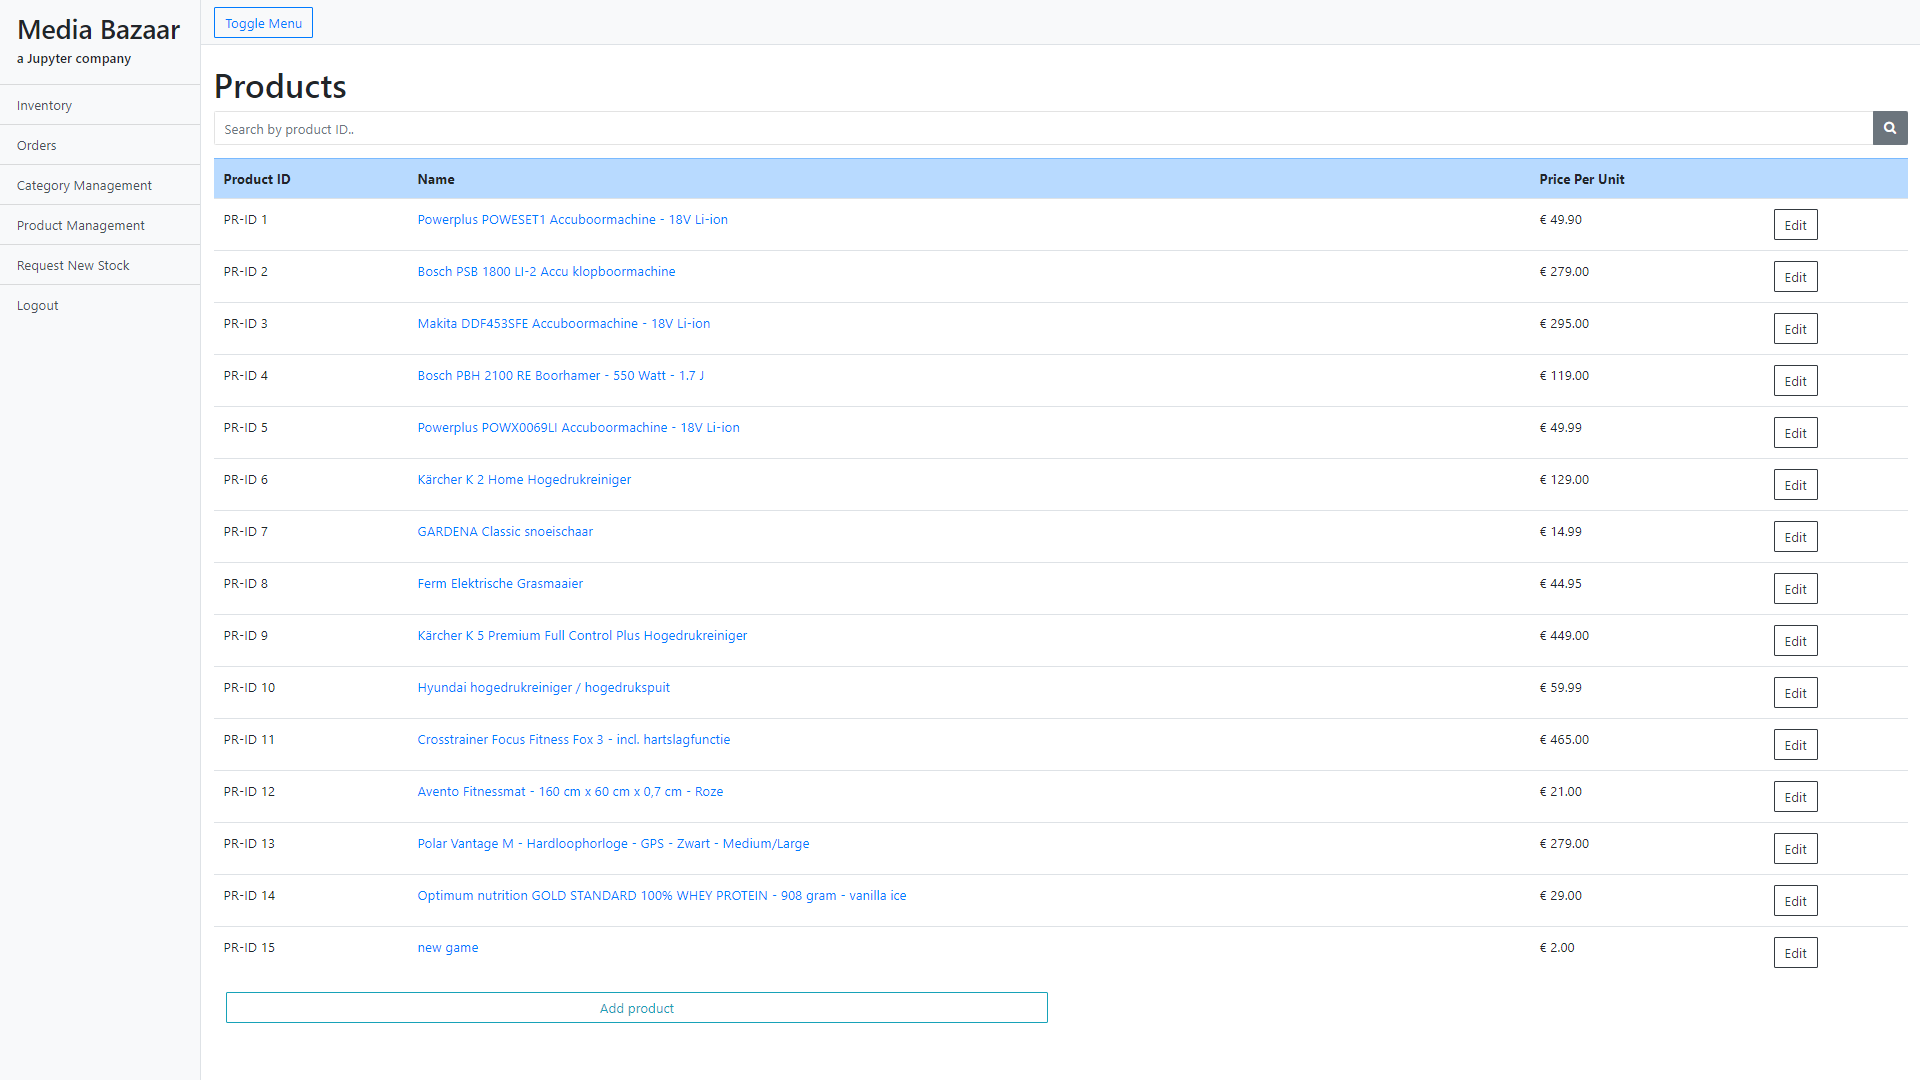 Media Bazaar
a Jupyter company
Inventory
Orders
Category Management
Product Management
Request New Stock
Logout
Toggle Menu
Products
Search by product ID..
Product ID Name Price Per Unit
PR-ID 1 Powerplus POWESET1 Accuboormachine - 18V Li-ion € 49.90 Edit
PR-ID 2 Bosch PSB 1800 LI-2 Accu klopboormachine € 279.00 Edit
PR-ID 3 Makita DDF453SFE Accuboormachine - 18V Li-ion € 295.00 Edit
PR-ID 4 Bosch PBH 2100 RE Boorhamer - 550 Watt - 1.7 J € 119.00 Edit
PR-ID 5 Powerplus POWX0069LI Accuboormachine - 18V Li-ion € 49.99 Edit
PR-ID 6 Kärcher K 2 Home Hogedrukreiniger € 129.00 Edit
PR-ID 7 GARDENA Classic snoeischaar € 14.99 Edit
PR-ID 8 Ferm Elektrische Grasmaaier € 44.95 Edit
PR-ID 9 Kärcher K 5 Premium Full Control Plus Hogedrukreiniger € 449.00 Edit
PR-ID 10 Hyundai hogedrukreiniger / hogedrukspuit € 59.99 Edit
PR-ID 11 Crosstrainer Focus Fitness Fox 3 - incl. hartslagfunctie € 465.00 Edit
PR-ID 12 Avento Fitnessmat - 160 cm x 60 cm x 0,7 cm - Roze € 21.00 Edit
PR-ID 13 Polar Vantage M - Hardloophorloge - GPS - Zwart - Medium/Large € 279.00 Edit
PR-ID 14 Optimum nutrition GOLD STANDARD 100% WHEY PROTEIN - 908 gram - vanilla ice € 29.00 Edit
PR-ID 15 new game € 2.00 Edit
Add product